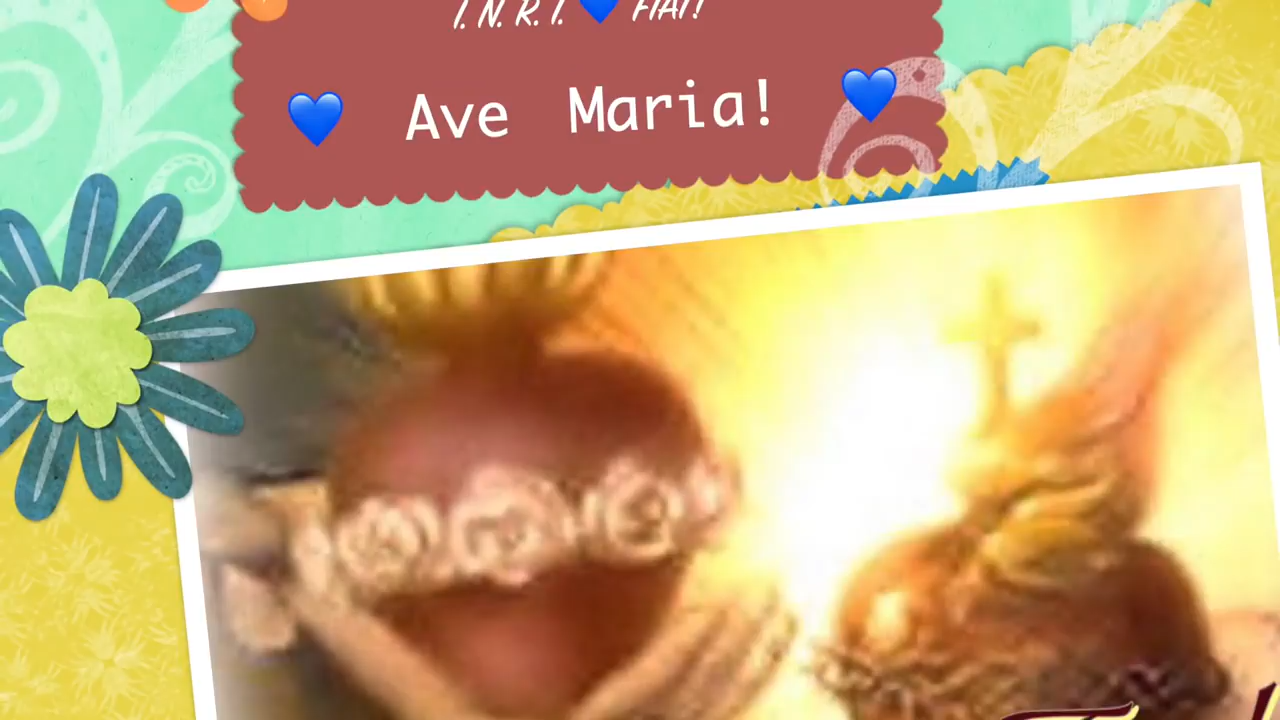 I. N. R. I. 💙 FIAT!
💙 Ave Maria! 💙